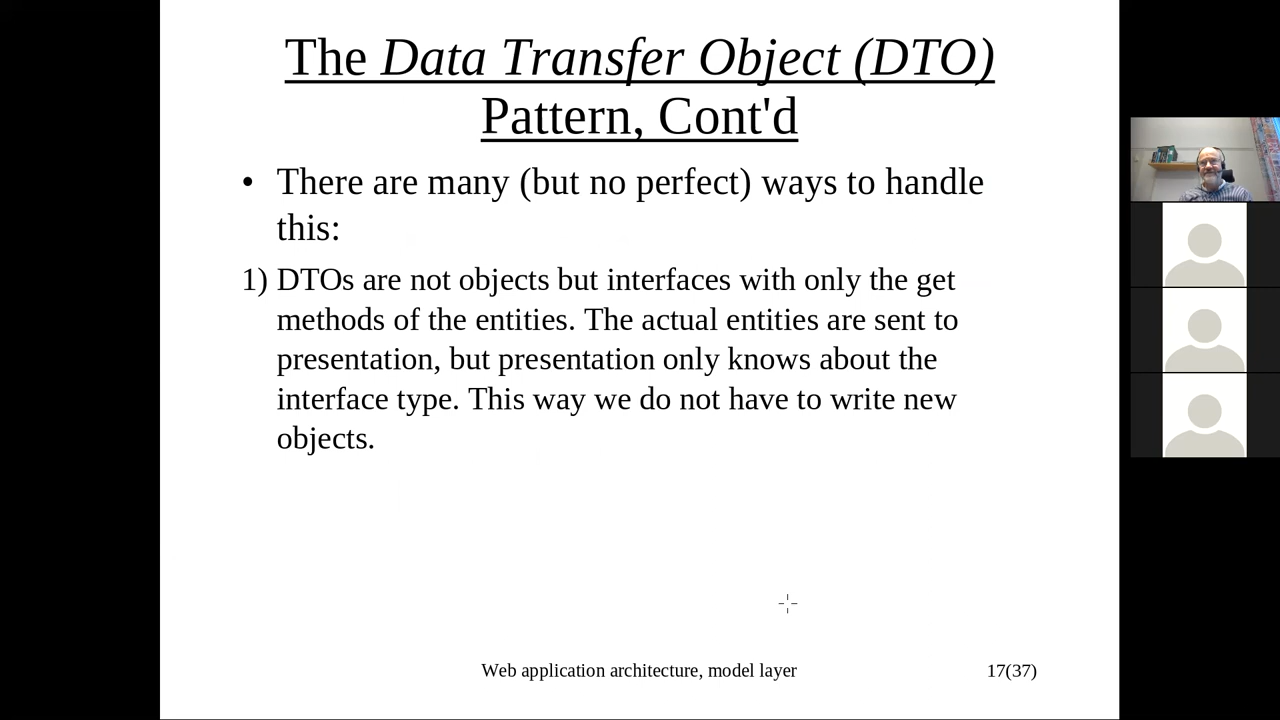 The Data Transfer Object (DTO)
Pattern, Cont'd
• There are many (but no perfect) ways to handle
this:
1) DTOs are not objects but interfaces with only the get
methods of the entities. The actual entities are sent to
presentation, but presentation only knows about the
interface type. This way we do not have to write new
objects.
Web application architecture, model layer
17(37)